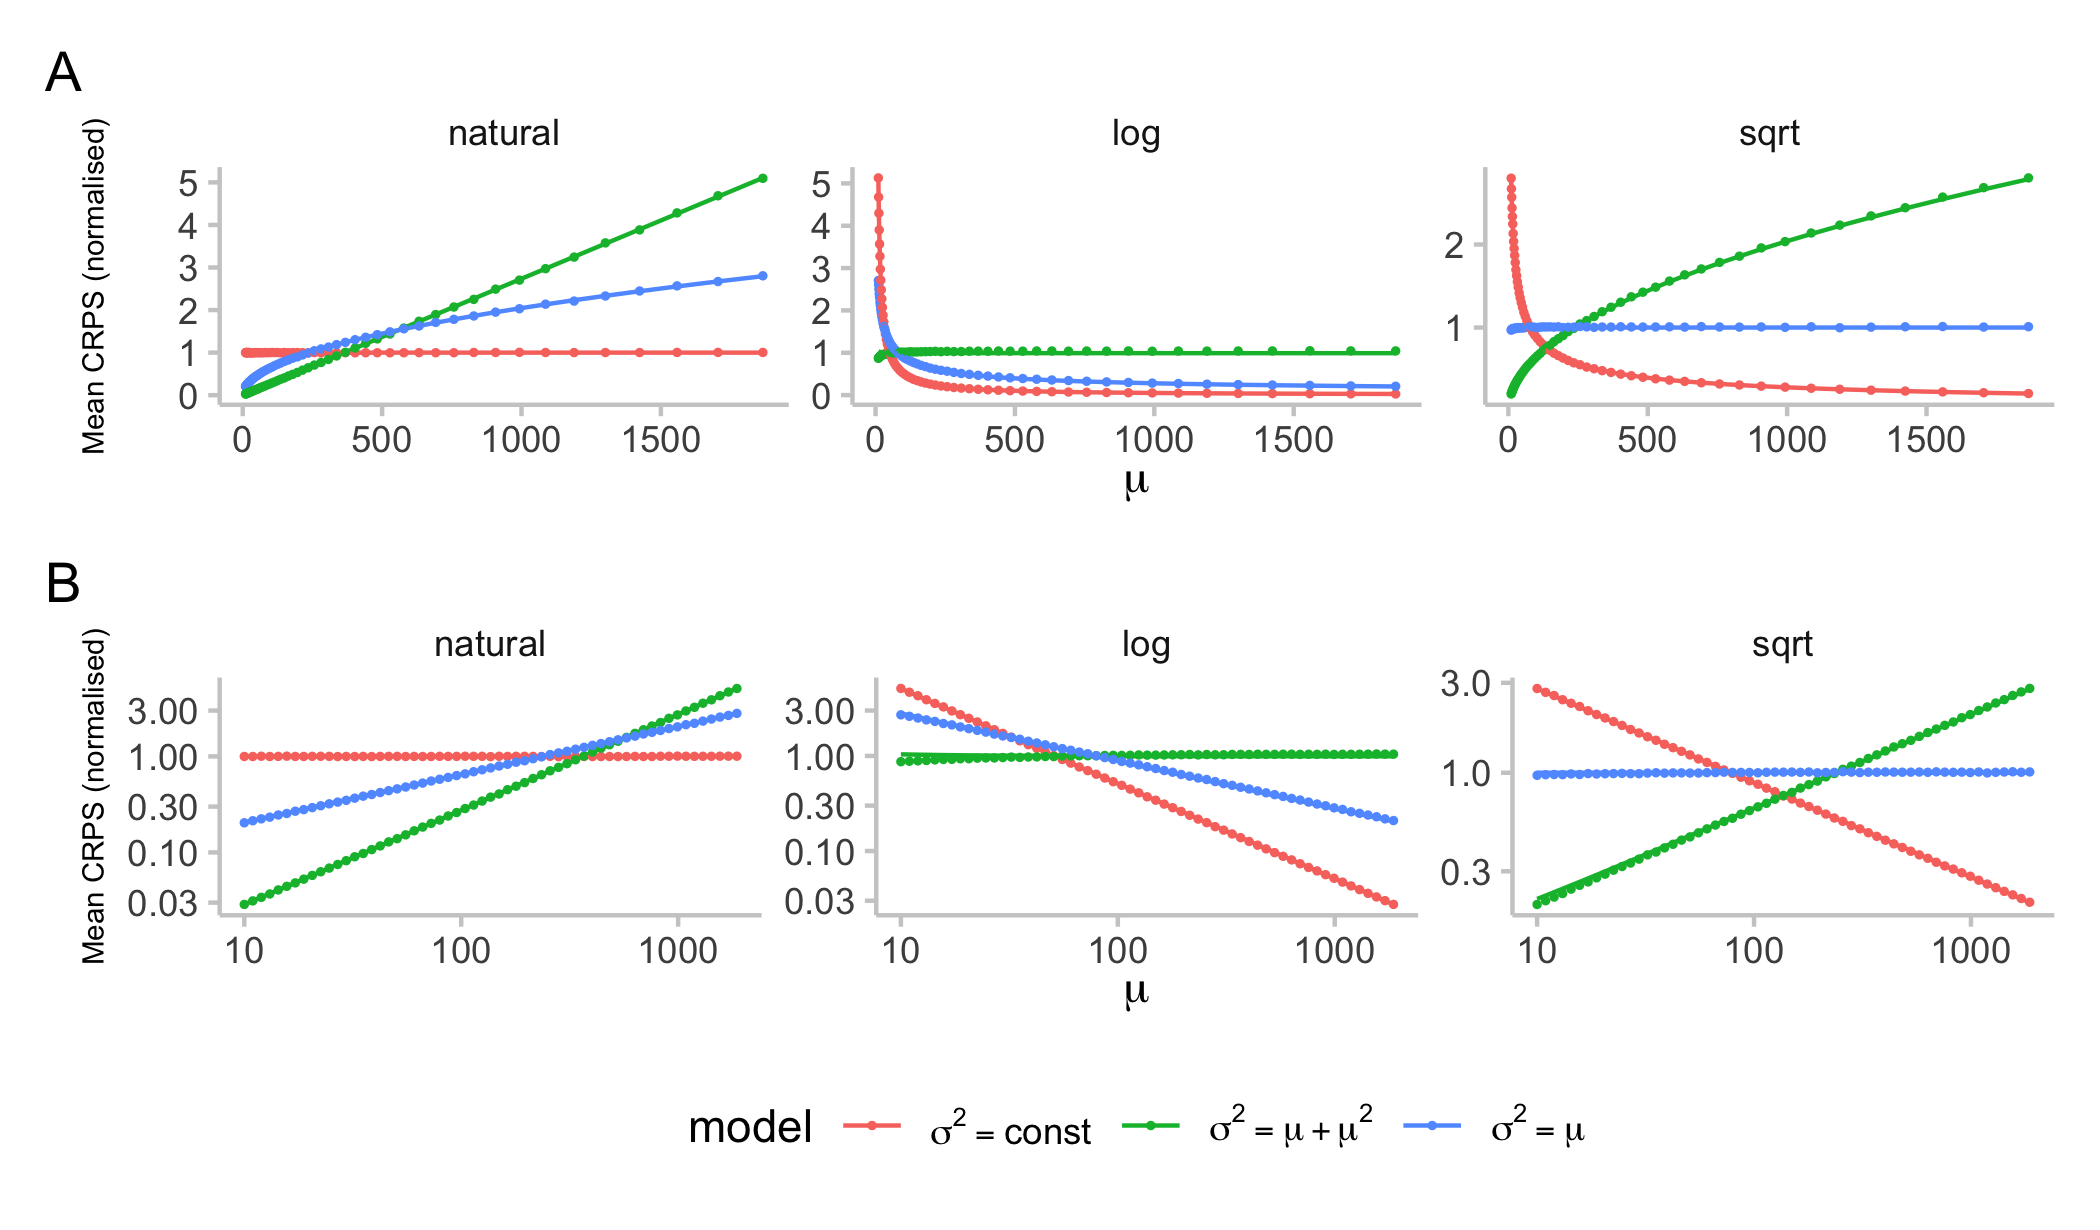 A
natural log sqrt
Mean CRPS (normalised)
5 5
4 4
3 3 2
2 2
1 1 1
0 0
0 500 1000 1500 0 500 1000 1500 0 500 1000 1500
μ
B
natural log sqrt
Mean CRPS (normalised)
3.00 3.00 3.0
1.00 1.00 1.0
0.30 0.30 0.3
0.10 0.10
0.03 0.03
10 100 1000 10 100 1000 10 100 1000
μ
model σ² = const σ² = μ + μ² σ² = μ